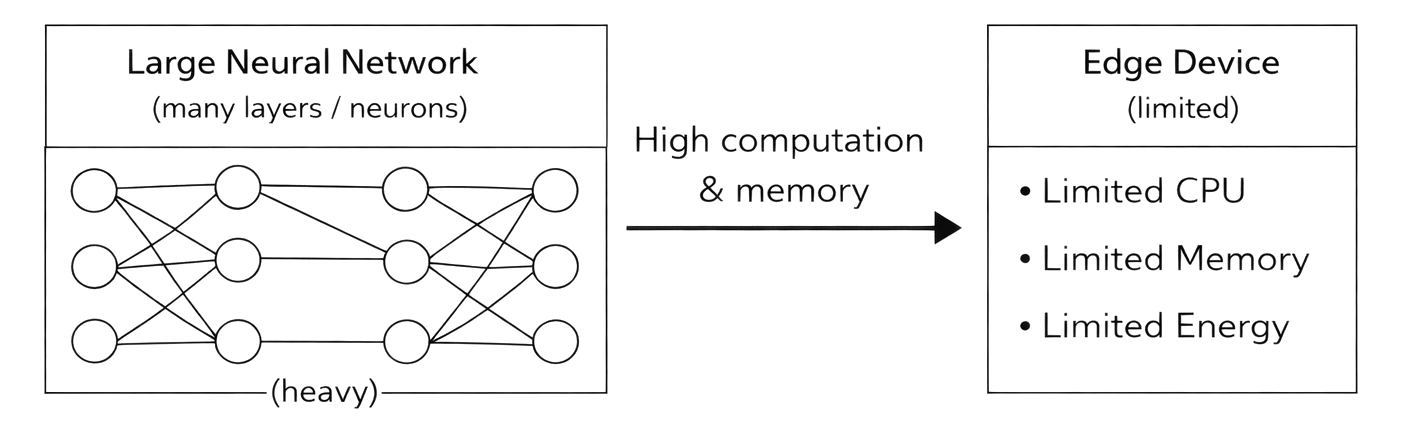 Large Neural Network
(many layers / neurons)
(heavy)
High computation
& memory
Edge Device
(limited)
• Limited CPU
• Limited Memory
• Limited Energy